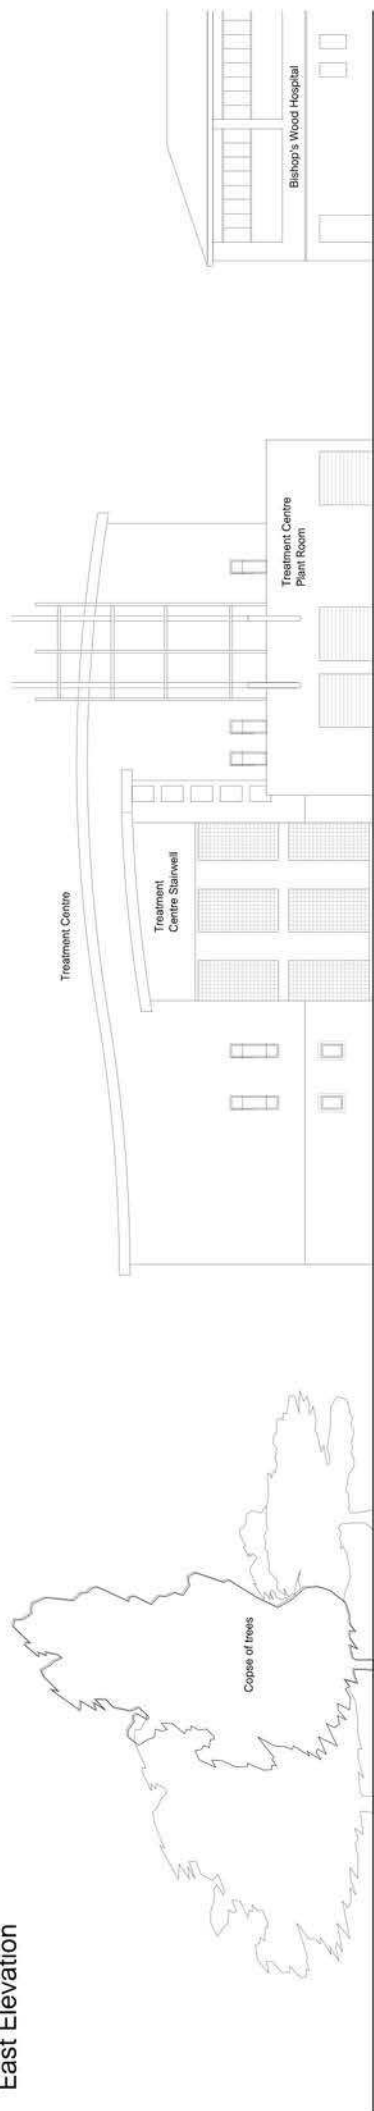 East Elevation
Copse of trees
Treatment Centre
Treatment
Centre Stairwell
Treatment Centre
Plant Room
Bishop's Wood Hospital